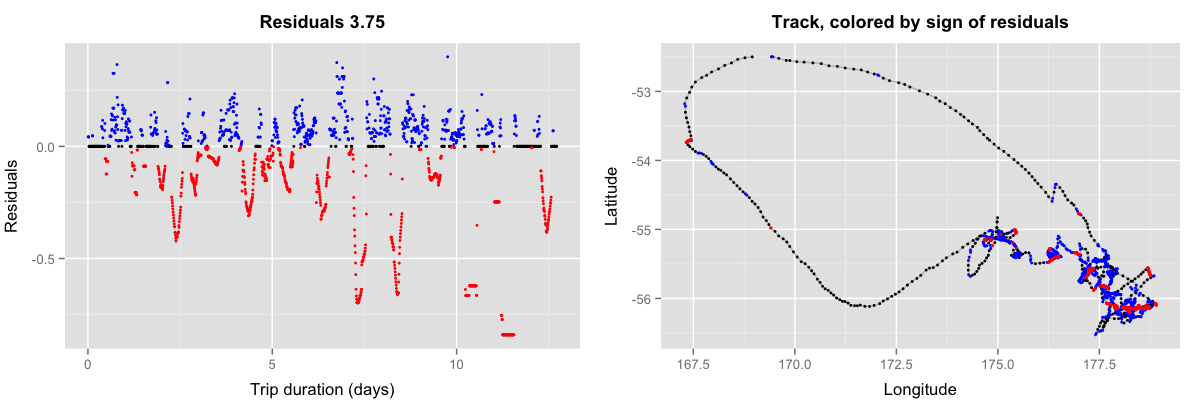 Residuals 3.75
Residuals
0.0
-0.5
0
5
10
Trip duration (days)
Track, colored by sign of residuals
Latitude
-53
-54
-55
-56
167.5
170.0
172.5
175.0
177.5
Longitude